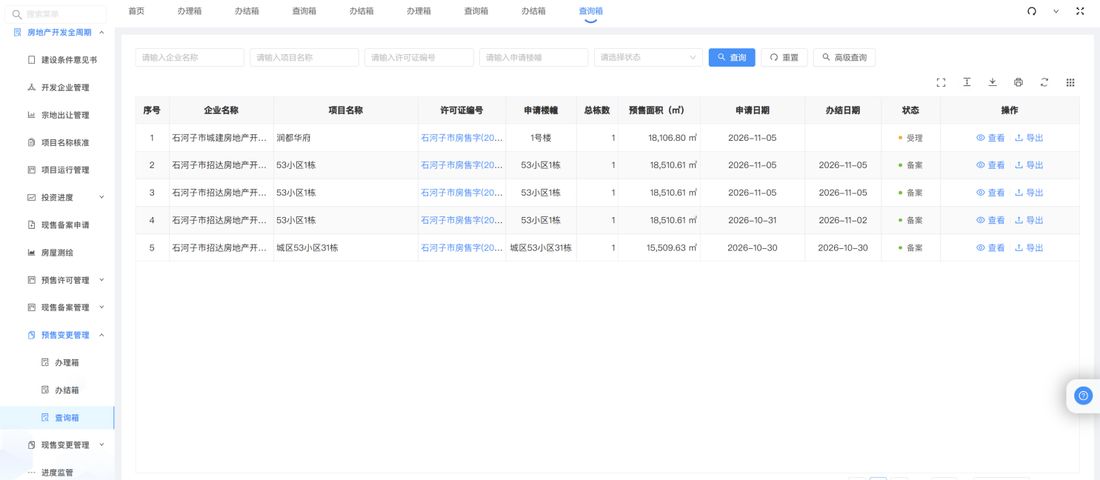 搜索菜单
首页 办理箱 办结箱 查询箱 办结箱 办理箱 查询箱 办结箱 查询箱
房地产开发全周期
建设条件意见书
开发企业管理
宗地出让管理
项目名称核准
项目运行管理
投资进度
现售备案申请
房屋测绘
预售许可管理
现售备案管理
预售变更管理
办理箱
办结箱
查询箱
现售变更管理
进度监管
请输入企业名称 请输入项目名称 请输入许可证编号 请输入申请楼幢 请选择状态 查询 重置 高级查询
序号 企业名称 项目名称 许可证编号 申请楼幢 总栋数 预售面积（㎡） 申请日期 办结日期 状态 操作
1 石河子市城建房地产开... 润都华府 石河子市房售字(20... 1号楼 1 18,106.80 ㎡ 2026-11-05 受理 查看 导出
2 石河子市招达房地产开... 53小区1栋 石河子市房售字(20... 53小区1栋 1 18,510.61 ㎡ 2026-11-05 2026-11-05 备案 查看 导出
3 石河子市招达房地产开... 53小区1栋 石河子市房售字(20... 53小区1栋 1 18,510.61 ㎡ 2026-11-05 2026-11-05 备案 查看 导出
4 石河子市招达房地产开... 53小区1栋 石河子市房售字(20... 53小区1栋 1 18,510.61 ㎡ 2026-10-31 2026-11-02 备案 查看 导出
5 石河子市招达房地产开... 城区53小区31栋 石河子市房售字(20... 城区53小区31栋 1 15,509.63 ㎡ 2026-10-30 2026-10-30 备案 查看 导出